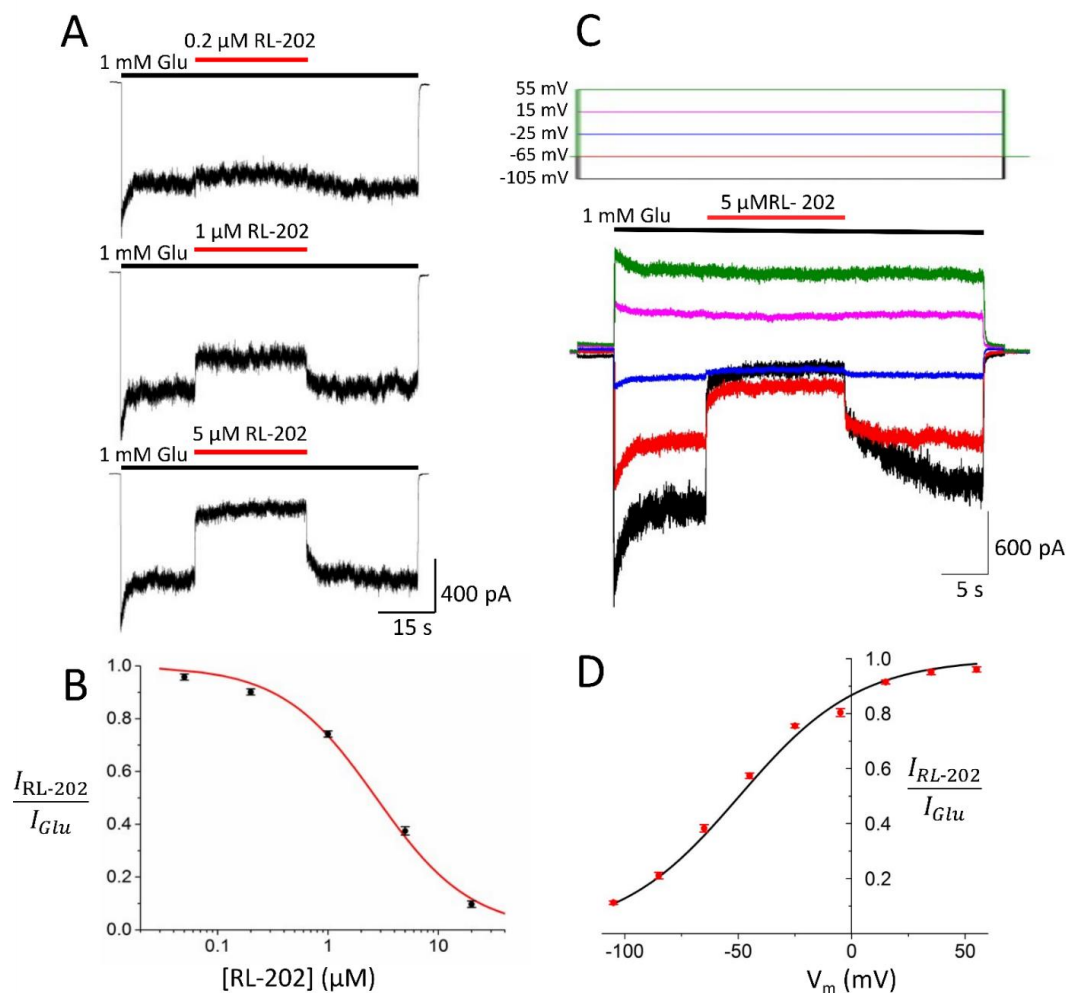 A
0.2 µM RL-202
1 mM Glu
1 mM Glu
1 µM RL-202
5 µM RL-202
1 mM Glu
400 pA
15 s
C
55 mV
15 mV
-25 mV
-65 mV
-105 mV
5 µMRL- 202
1 mM Glu
600 pA
5 s
B
1.0
0.8
0.6
0.4
0.2
0.0
I_RL-202
I_Glu
0.1
1
10
[RL-202] (µM)
D
1.0
0.8
0.6
0.4
0.2
I_RL-202
I_Glu
-100
-50
0
50
V_m (mV)